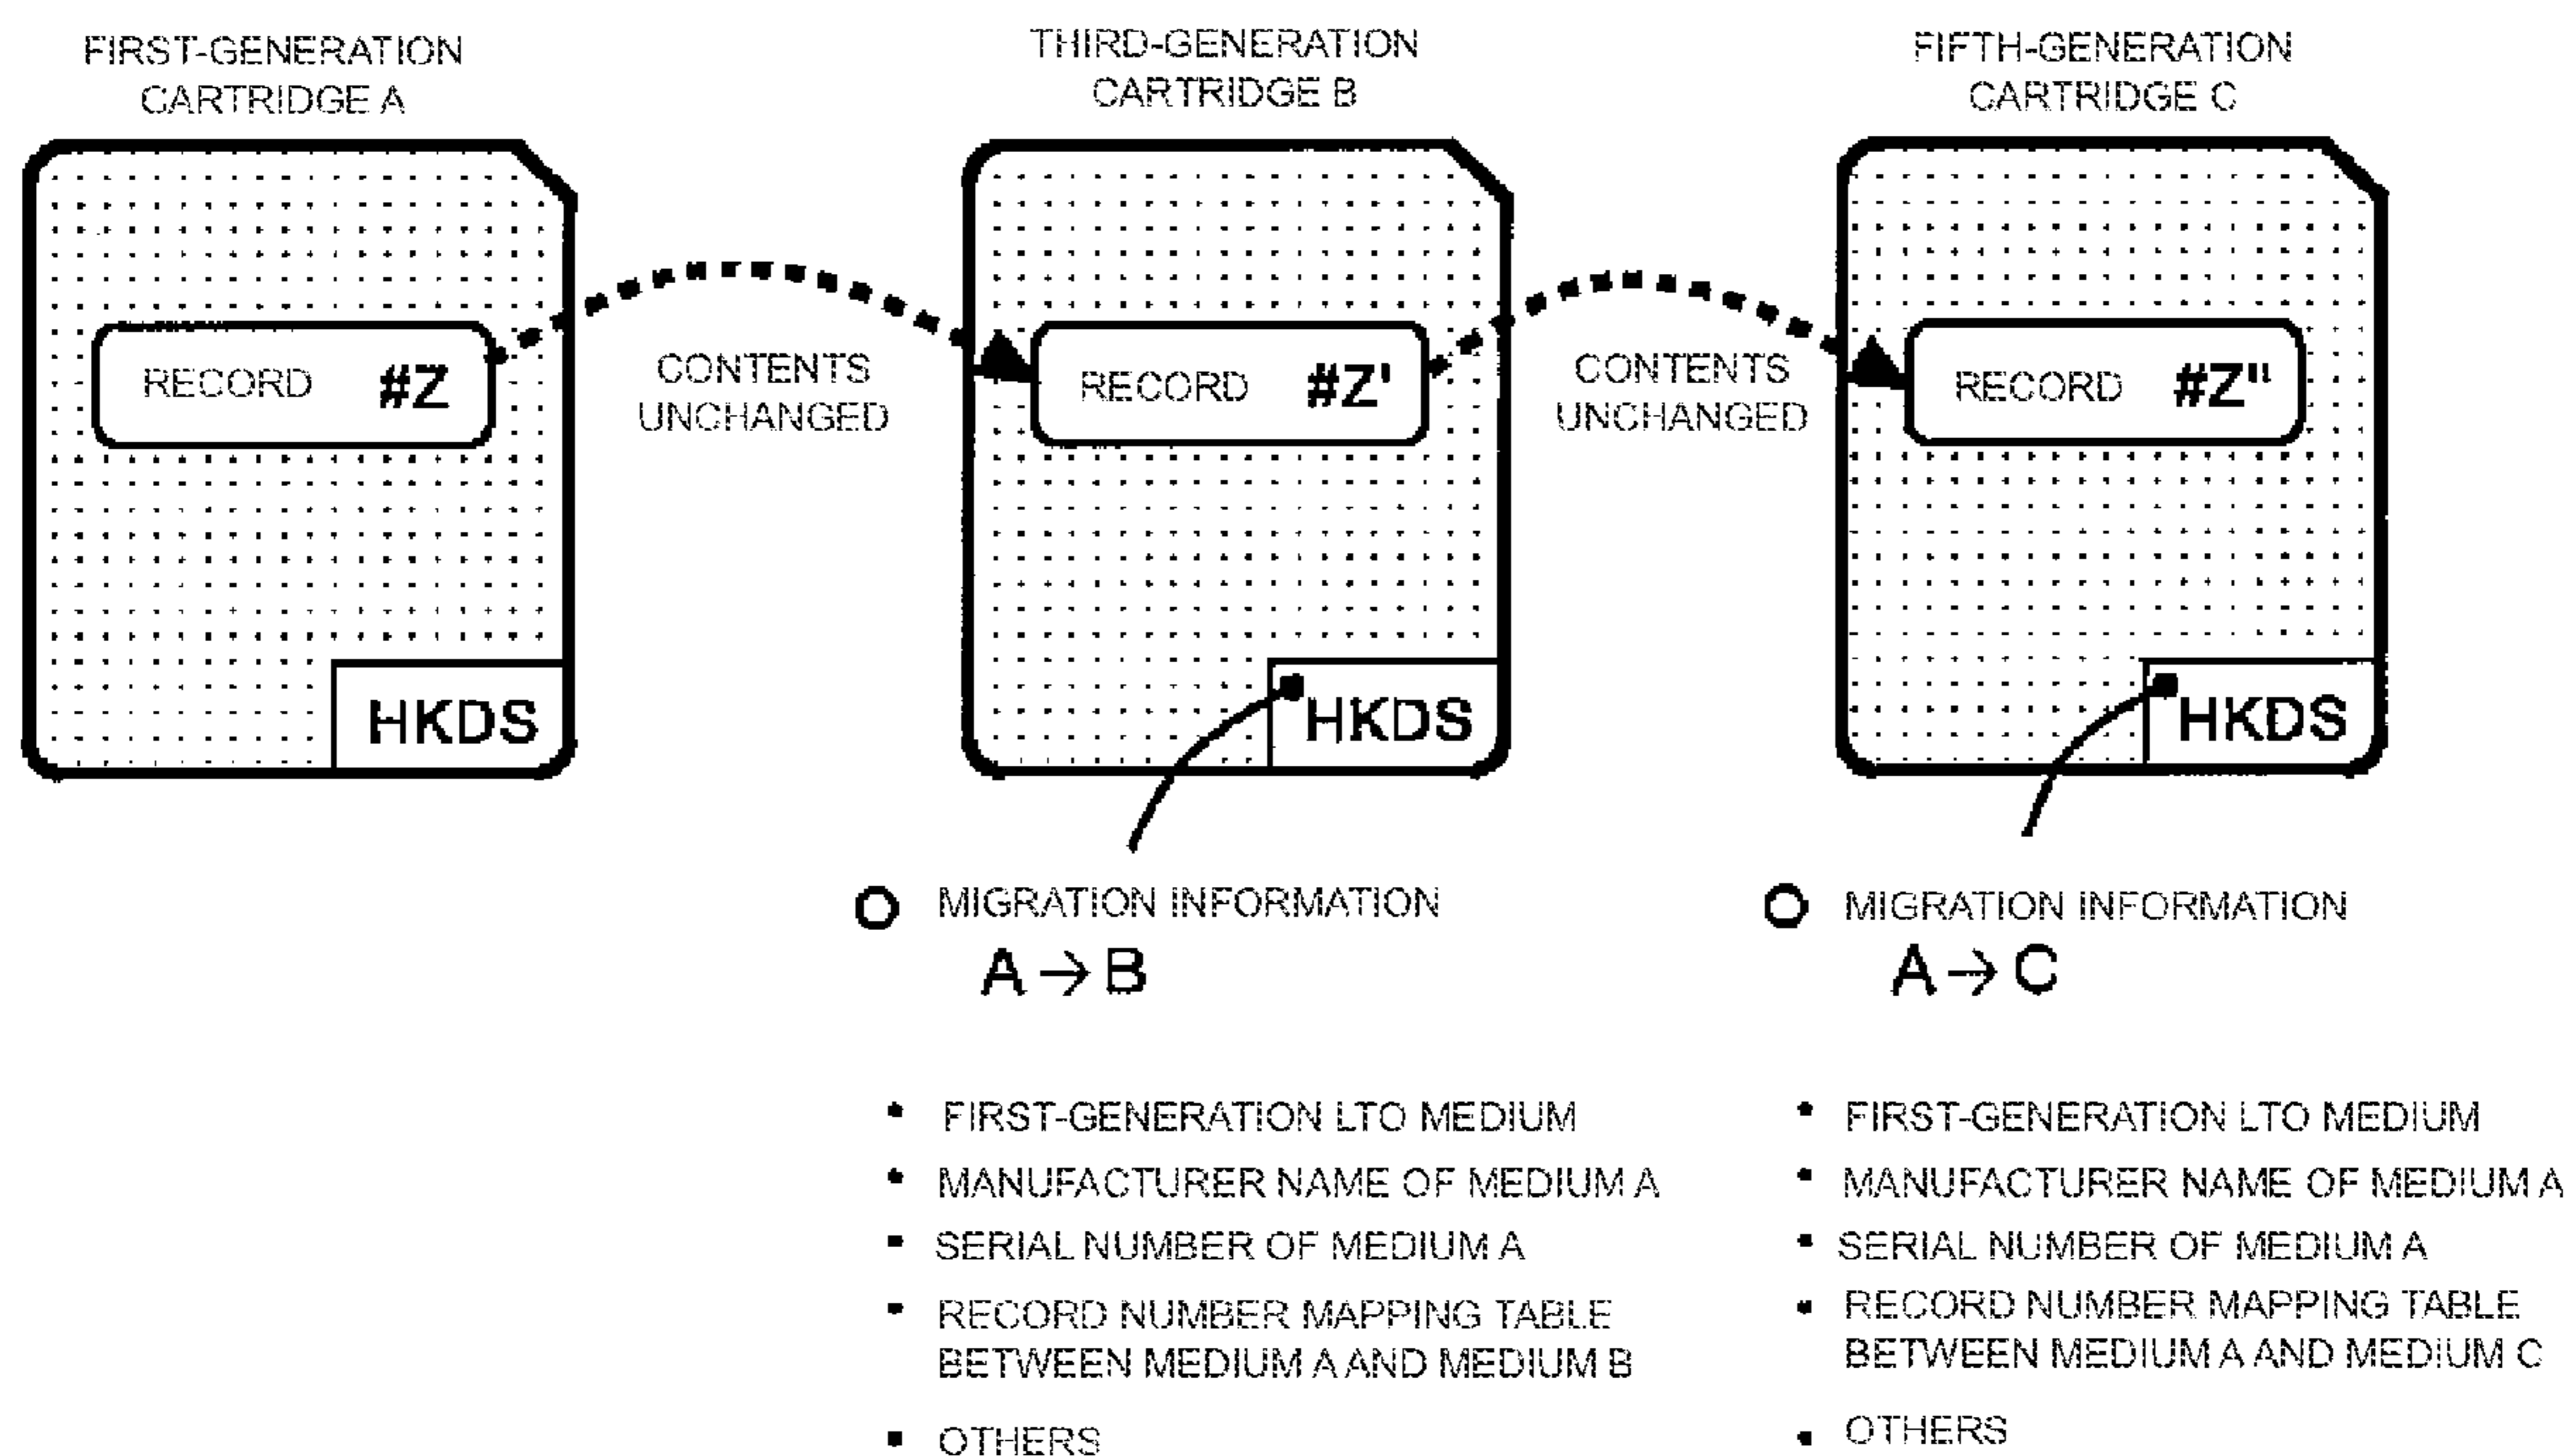 FIRST-GENERATION
CARTRIDGE A
THIRD-GENERATION
CARTRIDGE B
FIFTH-GENERATION
CARTRIDGE C
RECORD #Z
CONTENTS
UNCHANGED
RECORD #Z'
CONTENTS
UNCHANGED
RECORD #Z"
HKDS
HKDS
HKDS
MIGRATION INFORMATION
A → B
▪ FIRST-GENERATION LTO MEDIUM
▪ MANUFACTURER NAME OF MEDIUM A
▪ SERIAL NUMBER OF MEDIUM A
▪ RECORD NUMBER MAPPING TABLE
BETWEEN MEDIUM A AND MEDIUM B
▪ OTHERS
MIGRATION INFORMATION
A → C
▪ FIRST-GENERATION LTO MEDIUM
▪ MANUFACTURER NAME OF MEDIUM A
▪ SERIAL NUMBER OF MEDIUM A
▪ RECORD NUMBER MAPPING TABLE
BETWEEN MEDIUM A AND MEDIUM C
▪ OTHERS